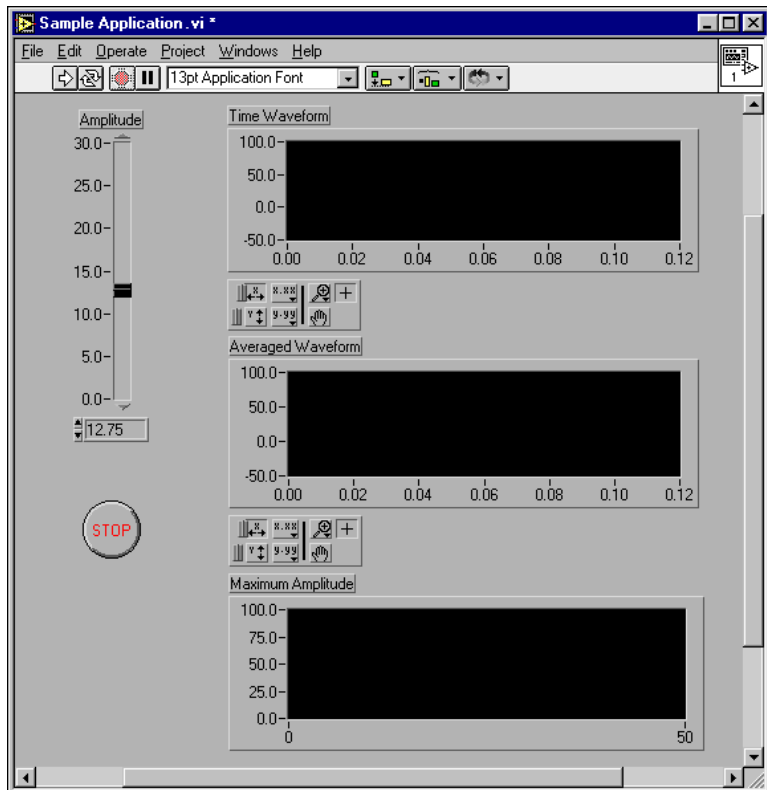 Sample Application.vi *
File Edit Operate Project Windows Help
13pt Application Font
1
Amplitude
30.0
25.0
20.0
15.0
10.0
5.0
0.0
12.75
STOP
Time Waveform
100.0
50.0
0.0
-50.0
0.00 0.02 0.04 0.06 0.08 0.10 0.12
X X.XX
Y Y.YY
Averaged Waveform
100.0
50.0
0.0
-50.0
0.00 0.02 0.04 0.06 0.08 0.10 0.12
X X.XX
Y Y.YY
Maximum Amplitude
100.0
75.0
50.0
25.0
0.0
0 50